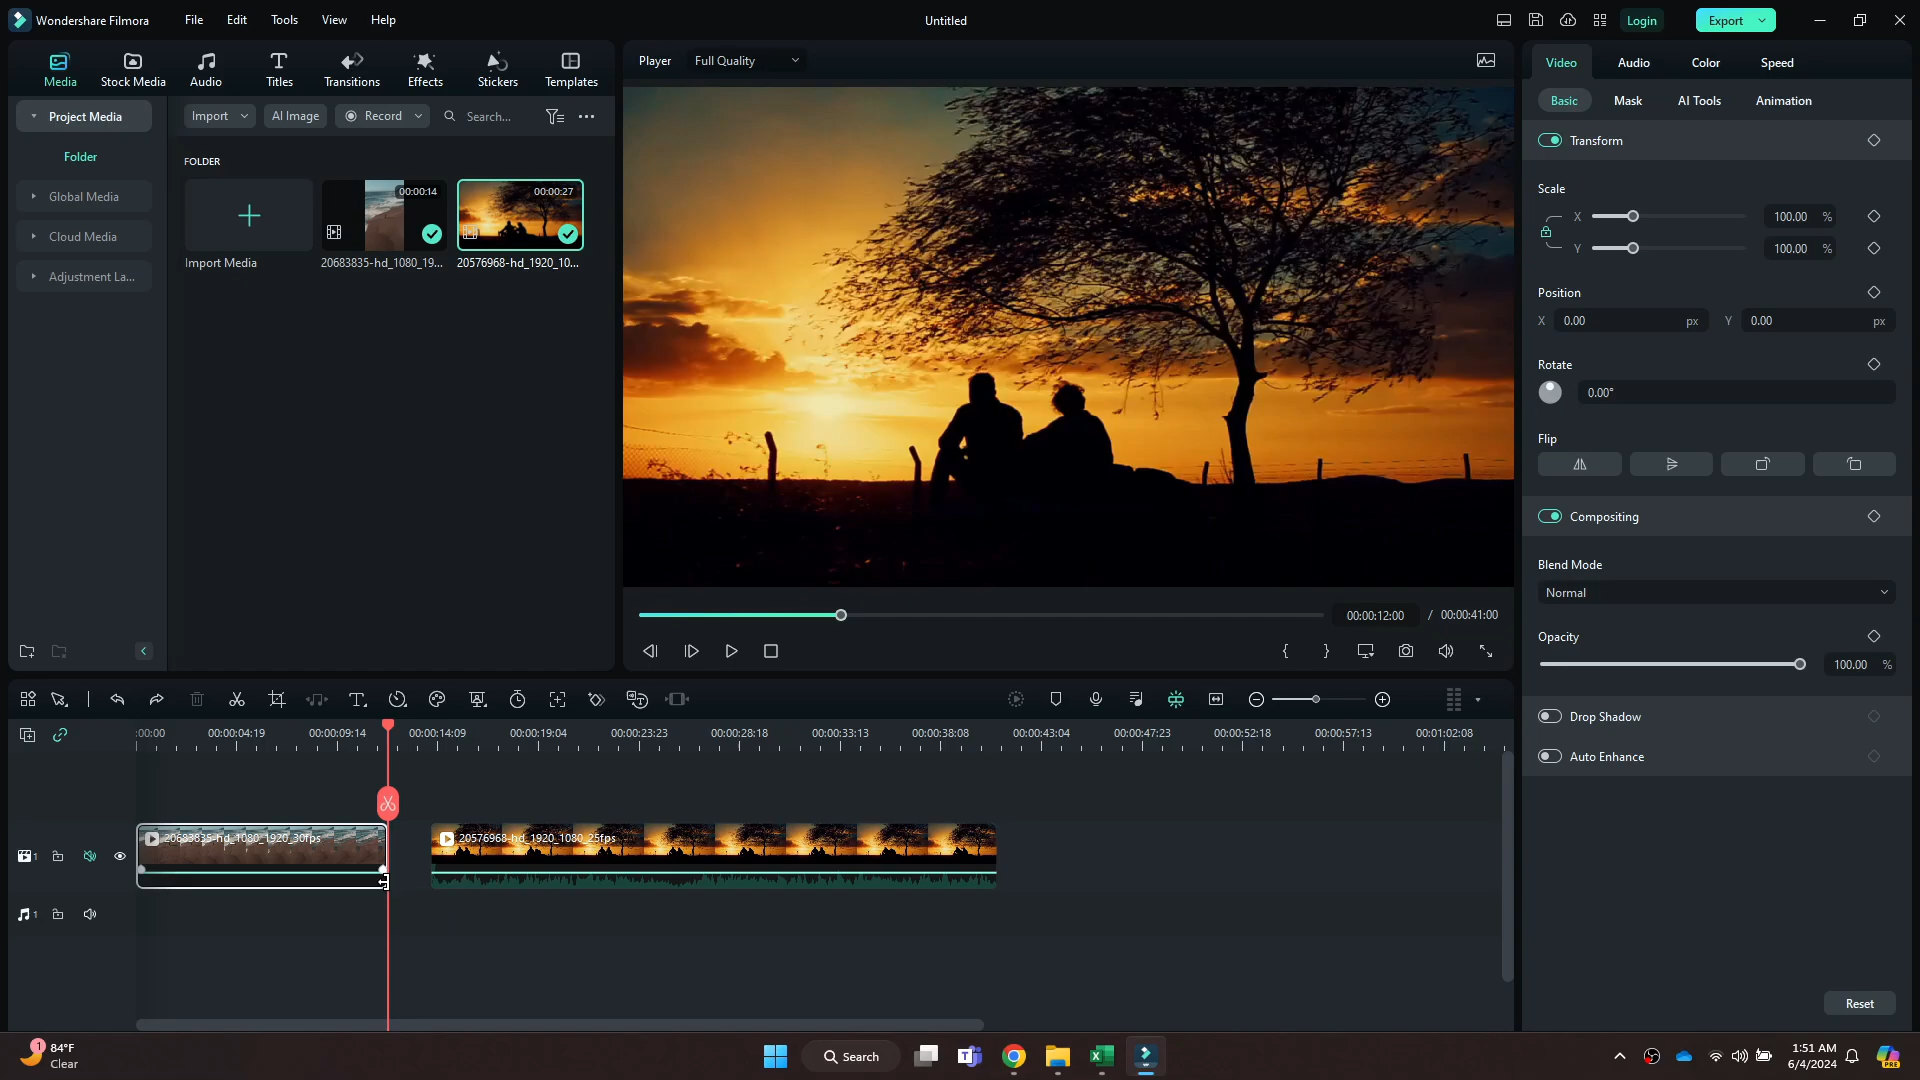 Wondershare Filmora
File
Edit
Tools
View
Help
Untitled
Login
Export
Media
Stock Media
Audio
Titles
Transitions
Effects
Stickers
Templates
Player
Full Quality
Video
Audio
Color
Speed
Project Media
Import
AI Image
Record
Search...
Basic
Mask
AI Tools
Animation
Folder
FOLDER
Transform
Global Media
Cloud Media
Adjustment La...
00:00:14
00:00:27
Import Media
20683835-hd_1080_19...
20576968-hd_1920_10...
Scale
X
100.00
%
Y
100.00
%
Position
X
0.00
px
Y
0.00
px
Rotate
0.00°
Flip
Compositing
Blend Mode
Normal
Opacity
100.00
%
Drop Shadow
Auto Enhance
Reset
00:00:12:00
/
00:00:41:00
:00:00
00:00:04:19
00:00:09:14
00:00:14:09
00:00:19:04
00:00:23:23
00:00:28:18
00:00:33:13
00:00:38:08
00:00:43:04
00:00:47:23
00:00:52:18
00:00:57:13
00:01:02:08
1
20683835-hd_1080_1920_30fps
20576968-hd_1920_1080_25fps
1
1
84°F
Clear
Search
1:51 AM
6/4/2024
PRE